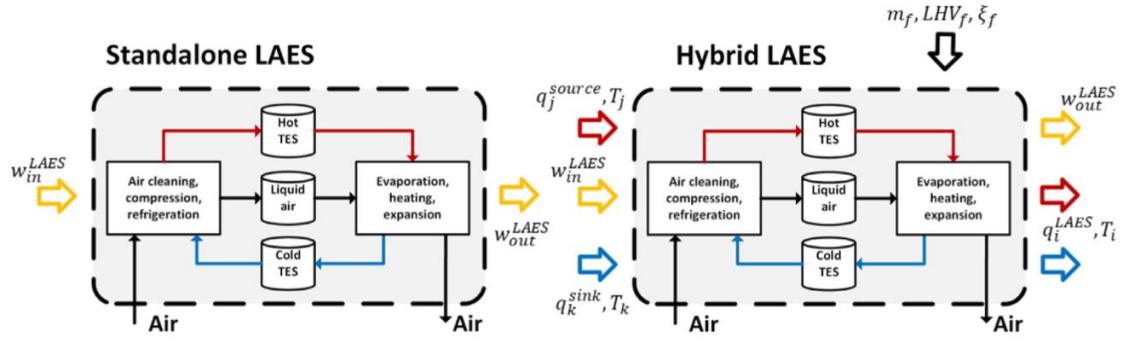 Standalone LAES
w_in^LAES
Hot
TES
Air cleaning,
compression,
refrigeration
Liquid
air
Evaporation,
heating,
expansion
Cold
TES
w_out^LAES
Air
Air
Hybrid LAES
m_f, LHV_f, ξ_f
q_j^source, T_j
w_in^LAES
q_k^sink, T_k
Hot
TES
Air cleaning,
compression,
refrigeration
Liquid
air
Evaporation,
heating,
expansion
Cold
TES
w_out^LAES
q_i^LAES, T_i
Air
Air